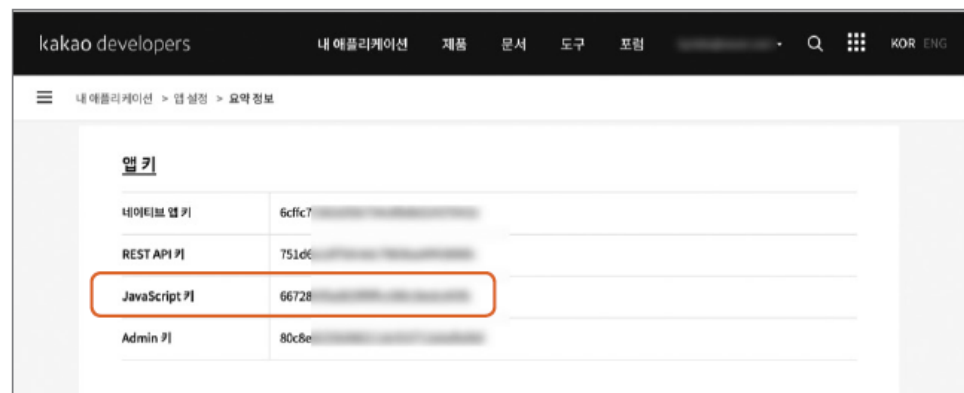 kakao developers 내 애플리케이션 제품 문서 도구 포럼 KOR ENG
내 애플리케이션 > 앱 설정 > 요약 정보
앱 키
네이티브 앱 키 6cffc7
REST API 키 751d6
JavaScript 키 66728
Admin 키 80c8e